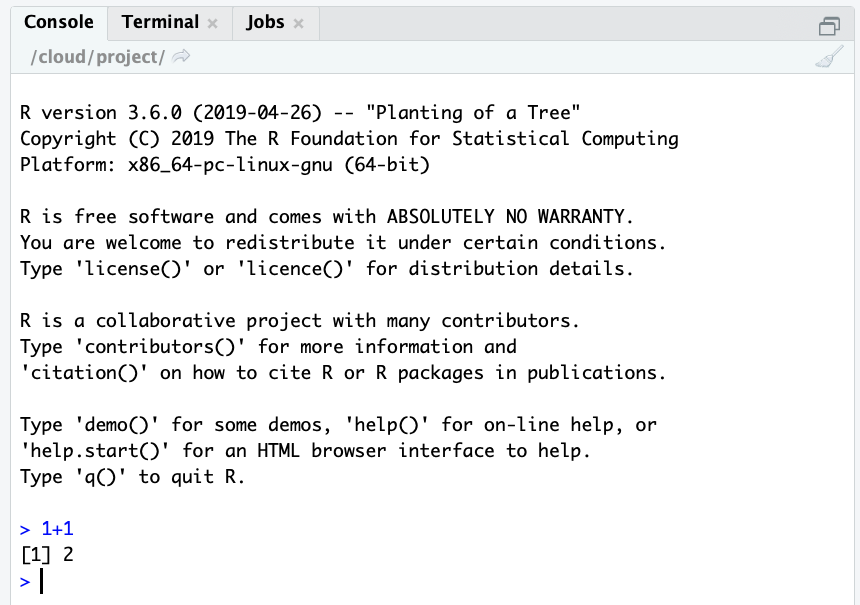 Console Terminal Jobs
/cloud/project/
R version 3.6.0 (2019-04-26) -- "Planting of a Tree"
Copyright (C) 2019 The R Foundation for Statistical Computing
Platform: x86_64-pc-linux-gnu (64-bit)
R is free software and comes with ABSOLUTELY NO WARRANTY.
You are welcome to redistribute it under certain conditions.
Type 'license()' or 'licence()' for distribution details.
R is a collaborative project with many contributors.
Type 'contributors()' for more information and
'citation()' on how to cite R or R packages in publications.
Type 'demo()' for some demos, 'help()' for on-line help, or
'help.start()' for an HTML browser interface to help.
Type 'q()' to quit R.
> 1+1
[1] 2
>